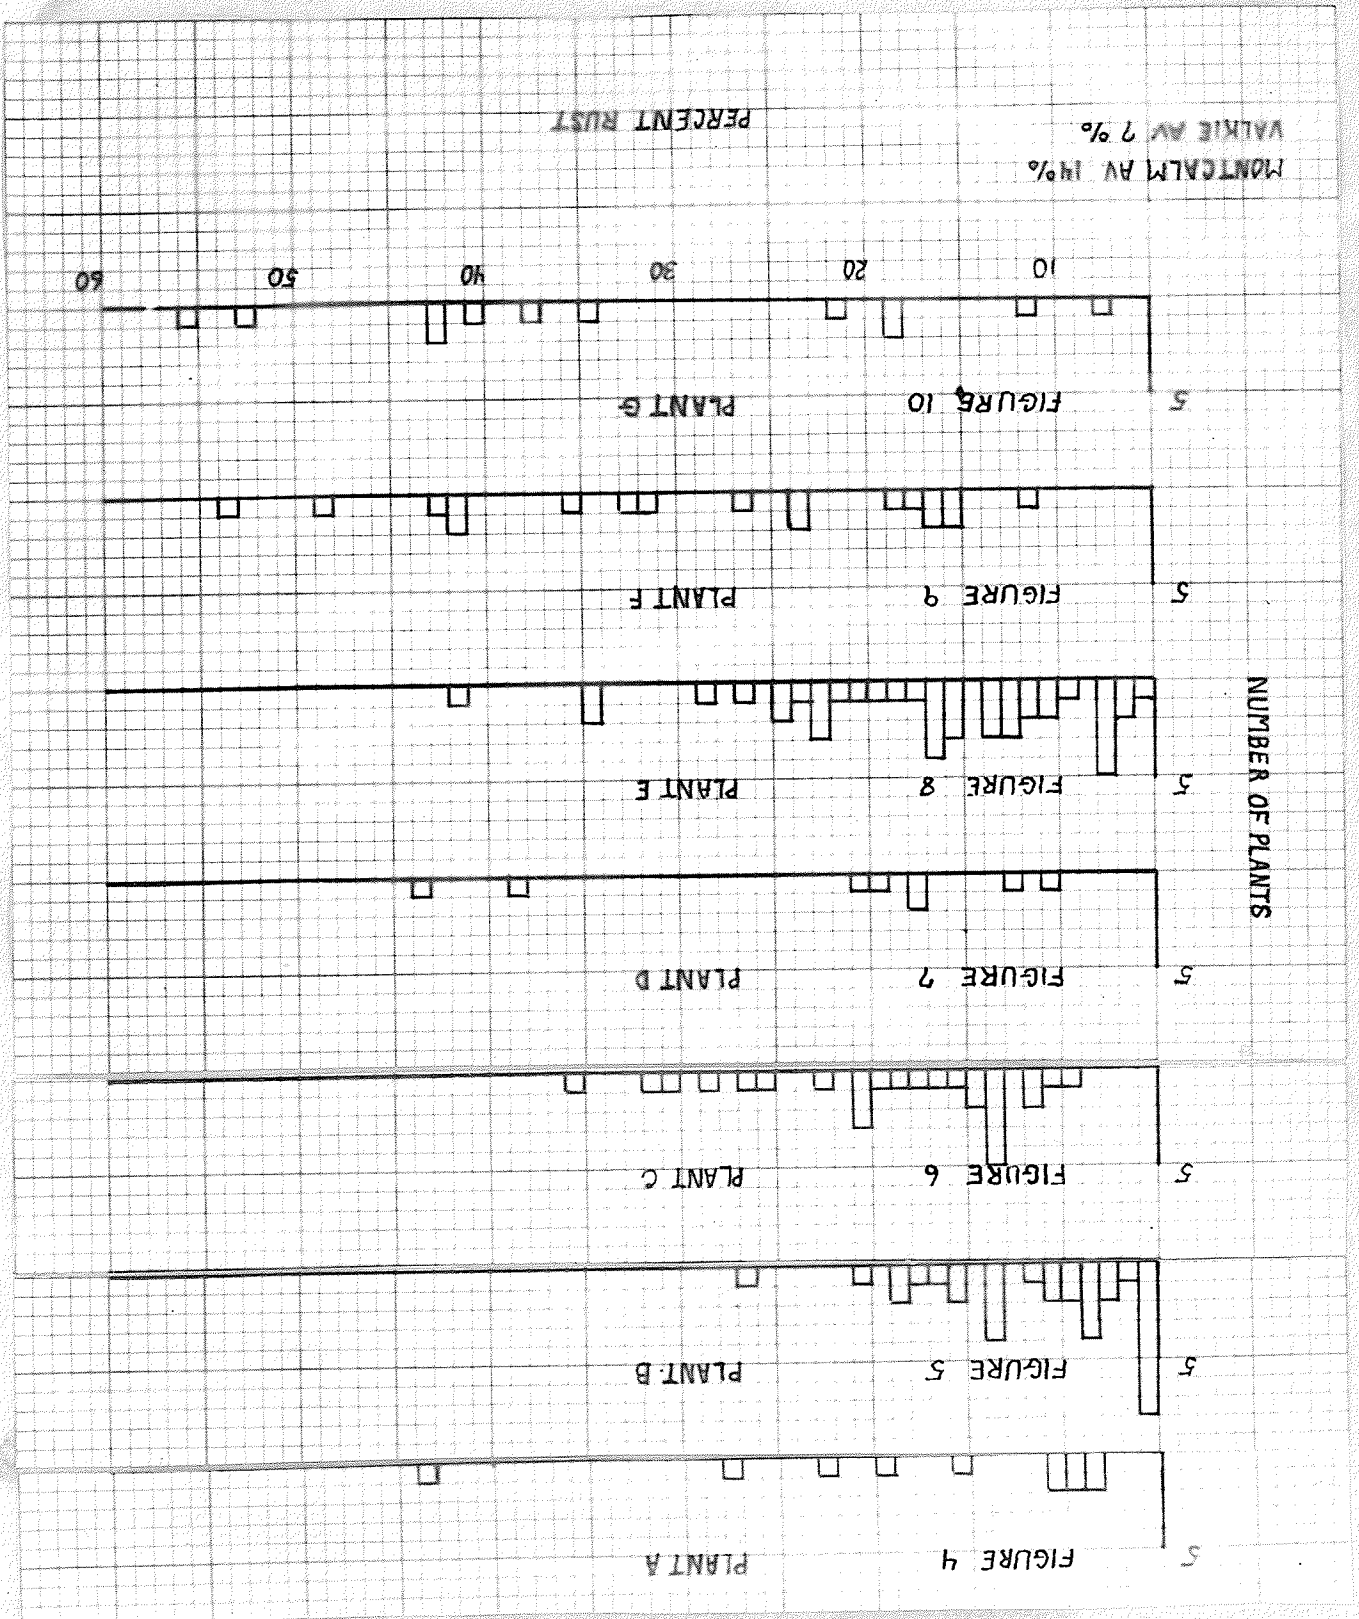 5 FIGURE 4 PLANT A
5 FIGURE 5 PLANT B
5 FIGURE 6 PLANT C
5 FIGURE 7 PLANT D
NUMBER OF PLANTS
5 FIGURE 8 PLANT E
5 FIGURE 9 PLANT F
5 FIGURE 10 PLANT G
10 20 30 40 50 60
MONTCALM AV 14%
VALKIE AV 7 %
PERCENT RUST